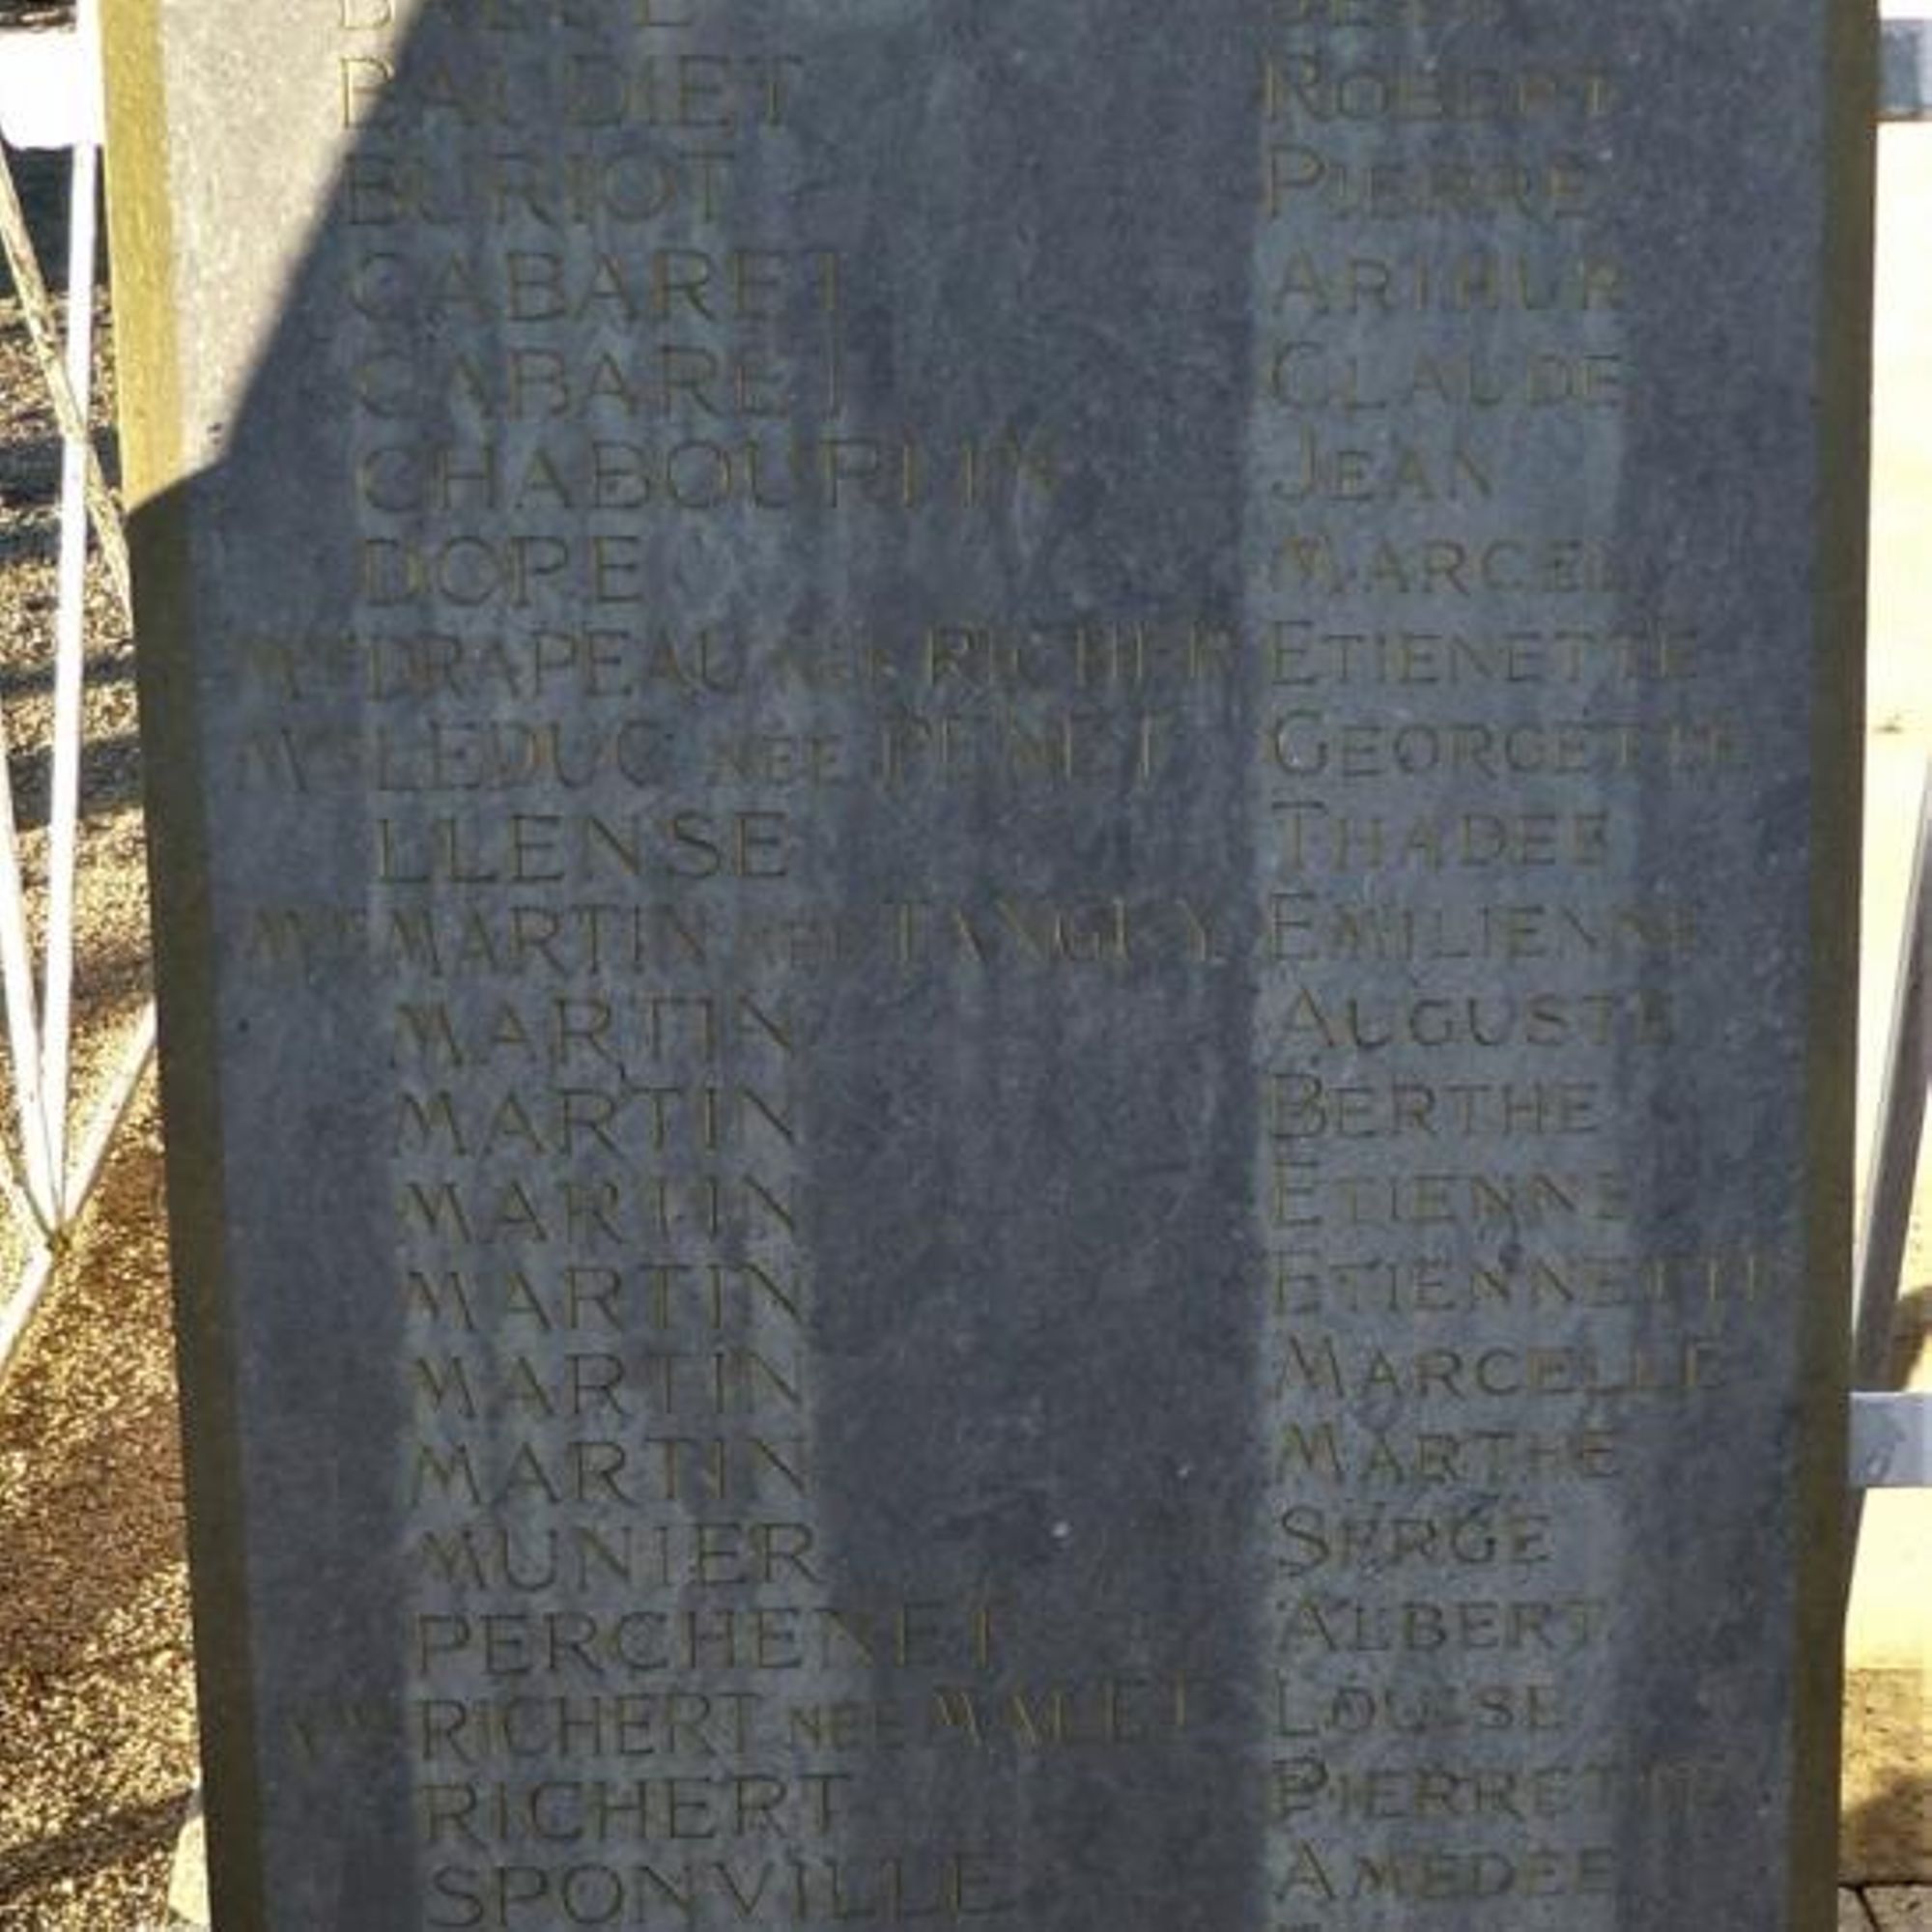 BAUDIET ROBERT
BURIOT PIERRE
CABARET ARTHUR
CABARET CLAUDE
JEAN
DOPE MARCEL
Mme DRAPEAU NÉE RICHER ETIENETTE
Mme LEDUC NÉE PENET GEORGETTE
LLENSE THADEE
Mme MARTIN NÉE TANGUY EMILIENNE
MARTIN AUGUSTE
MARTIN BERTHE
MARTIN ETIENNE
MARTIN ETIENNETTE
MARTIN MARCELLE
MARTIN MARTHE
MUNIER SERGE
PERCHENET ALBERT
Mme RICHERT NÉE LOUISE
RICHERT PIERRETTE
SPONVILLE AMEDEE